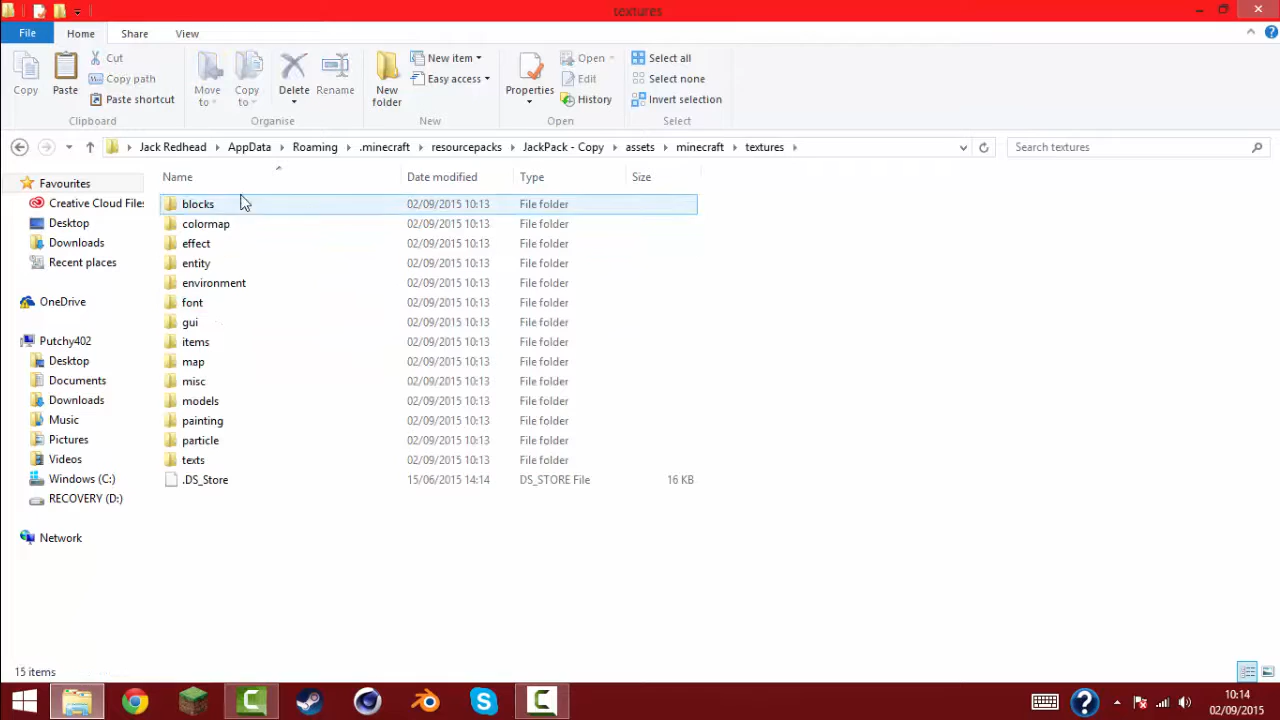 textures
File Home Share View
Copy Paste Cut Copy path Paste shortcut Move to Copy to Delete Rename New folder New item Easy access Properties Open Edit History Select all Select none Invert selection
Clipboard Organise New Open Select
Jack Redhead AppData Roaming .minecraft resourcepacks JackPack - Copy assets minecraft textures Search textures
Name Date modified Type Size
Favourites
Creative Cloud Files
Desktop
Downloads
Recent places
OneDrive
Putchy402
Desktop
Documents
Downloads
Music
Pictures
Videos
Windows (C:)
RECOVERY (D:)
Network
blocks 02/09/2015 10:13 File folder
colormap 02/09/2015 10:13 File folder
effect 02/09/2015 10:13 File folder
entity 02/09/2015 10:13 File folder
environment 02/09/2015 10:13 File folder
font 02/09/2015 10:13 File folder
gui 02/09/2015 10:13 File folder
items 02/09/2015 10:13 File folder
map 02/09/2015 10:13 File folder
misc 02/09/2015 10:13 File folder
models 02/09/2015 10:13 File folder
painting 02/09/2015 10:13 File folder
particle 02/09/2015 10:13 File folder
texts 02/09/2015 10:13 File folder
.DS_Store 15/06/2015 14:14 DS_STORE File 16 KB
15 items
10:14
02/09/2015